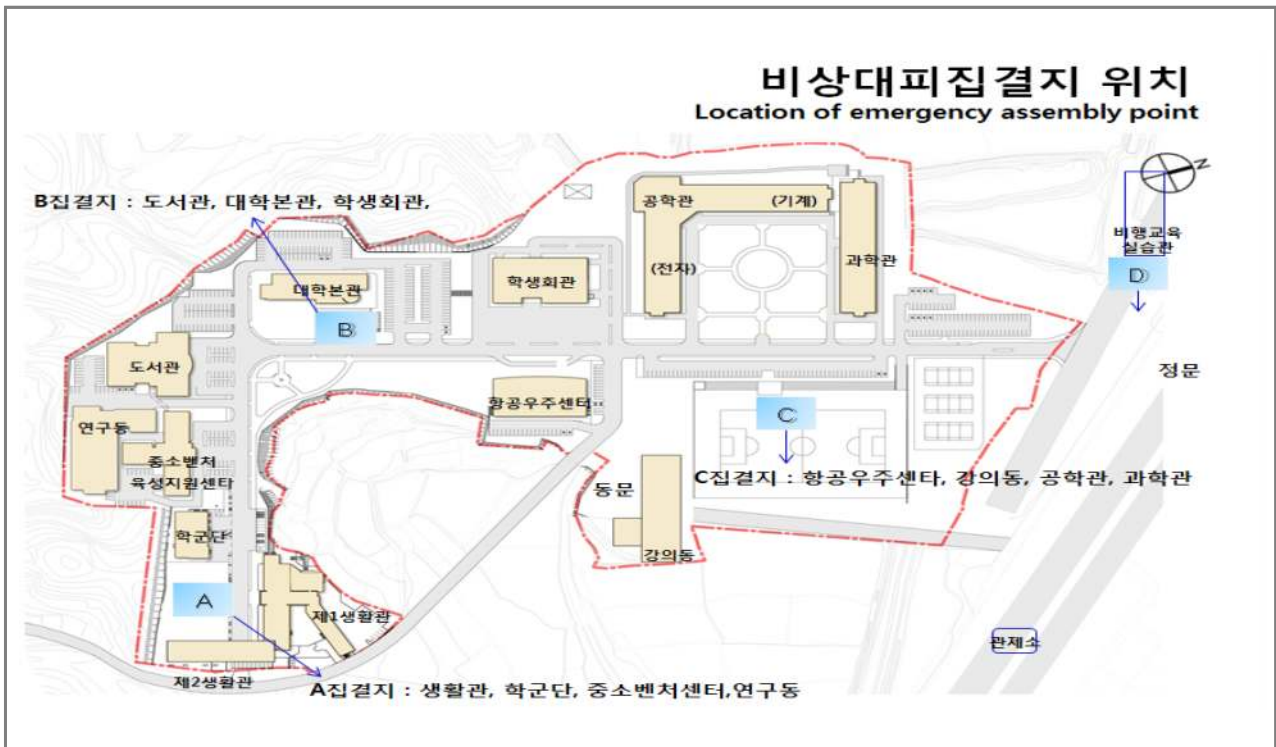 비상대피집결지 위치
Location of emergency assembly point
N
B집결지 : 도서관, 대학본관, 학생회관,
공학관
(기계)
비행교육
실습관
(전자)
과학관
학생회관
대학본관
D
B
도서관
정문
항공우주센터
C
연구동
중소벤처
육성지원센타
C집결지 : 항공우주센타, 강의동, 공학관, 과학관
동문
학군단
강의동
A
제1생활관
관제소
제2생활관
A집결지 : 생활관, 학군단, 중소벤처센터,연구동